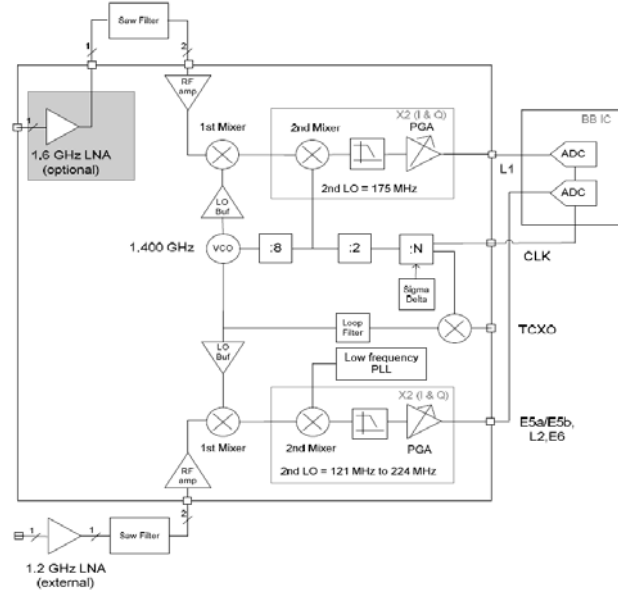 Saw Filter
1
2
RF
amp
1
1.6 GHz LNA
(optional)
1st Mixer
2nd Mixer
X2 (I & Q)
PGA
2nd LO = 175 MHz
BB IC
ADC
ADC
L1
LO
Buf
1,400 GHz
VCO
:8
:2
:N
CLK
Sigma
Delta
Loop
Filter
TCXO
LO
Buf
Low frequency
PLL
X2 (I & Q)
1st Mixer
2nd Mixer
PGA
2nd LO = 121 MHz to 224 MHz
E5a/E5b,
L2,E6
RF
amp
2
1
1
Saw Filter
1.2 GHz LNA
(external)